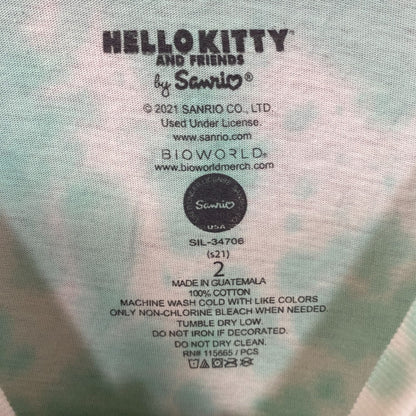 HELLO KITTY
AND FRIENDS
by Sanrio®
© 2021 SANRIO CO., LTD.
Used Under License.
www.sanrio.com
BIOWORLD®
www.bioworldmerch.com
Sanrio
USA
SIL-34706
(s21)
2
MADE IN GUATEMALA
100% COTTON
MACHINE WASH COLD WITH LIKE COLORS
ONLY NON-CHLORINE BLEACH WHEN NEEDED.
TUMBLE DRY LOW.
DO NOT IRON IF DECORATED.
DO NOT DRY CLEAN.
RN# 115665 / PCS